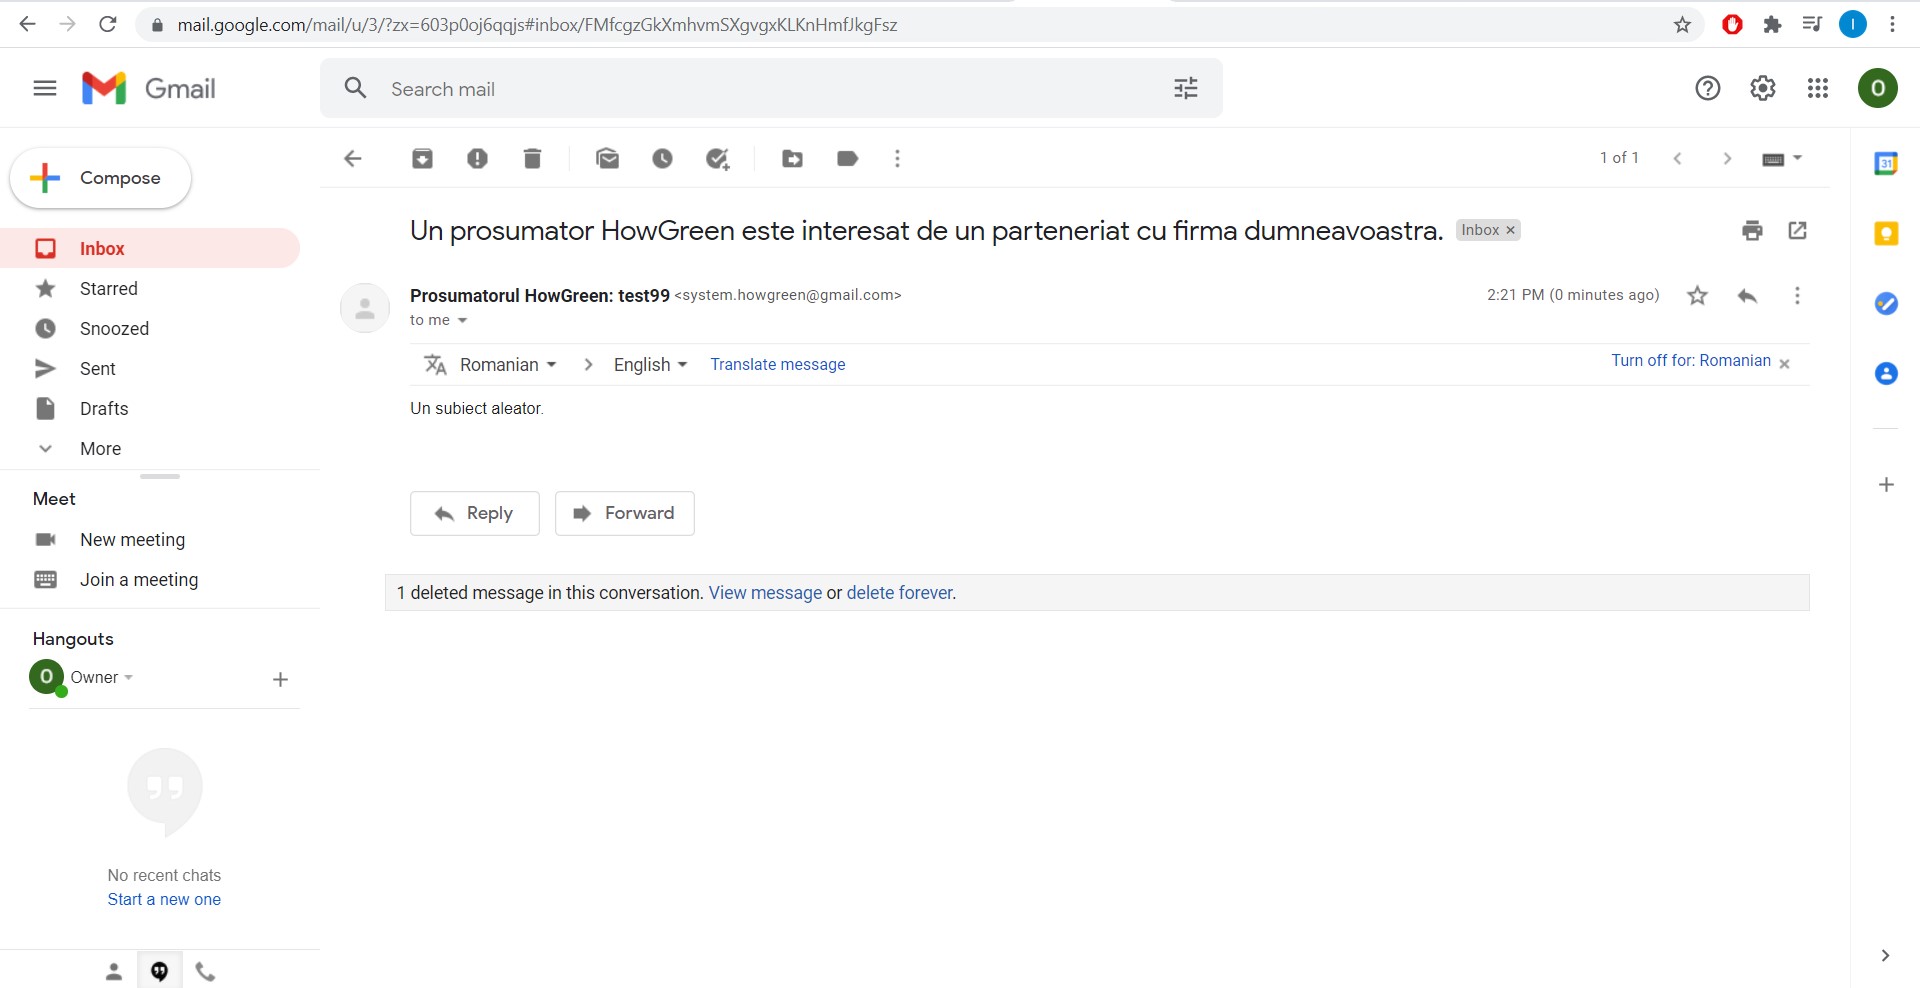 mail.google.com/mail/u/3/?zx=603p0oj6qqjs#inbox/FMfcgzGkXmhvmSXgvgxKLKnHmfJkgFsz
I
Gmail
Search mail
O
Compose
1 of 1
31
Un prosumator HowGreen este interesat de un parteneriat cu firma dumneavoastra.
Inbox ×
Inbox
Starred
Snoozed
Sent
Drafts
More
Prosumatorul HowGreen: test99 <system.howgreen@gmail.com>
2:21 PM (0 minutes ago)
to me
Romanian
English
Translate message
Turn off for: Romanian ×
Un subiect aleator.
Meet
New meeting
Join a meeting
Reply
Forward
1 deleted message in this conversation. View message or delete forever.
Hangouts
O
Owner
No recent chats
Start a new one